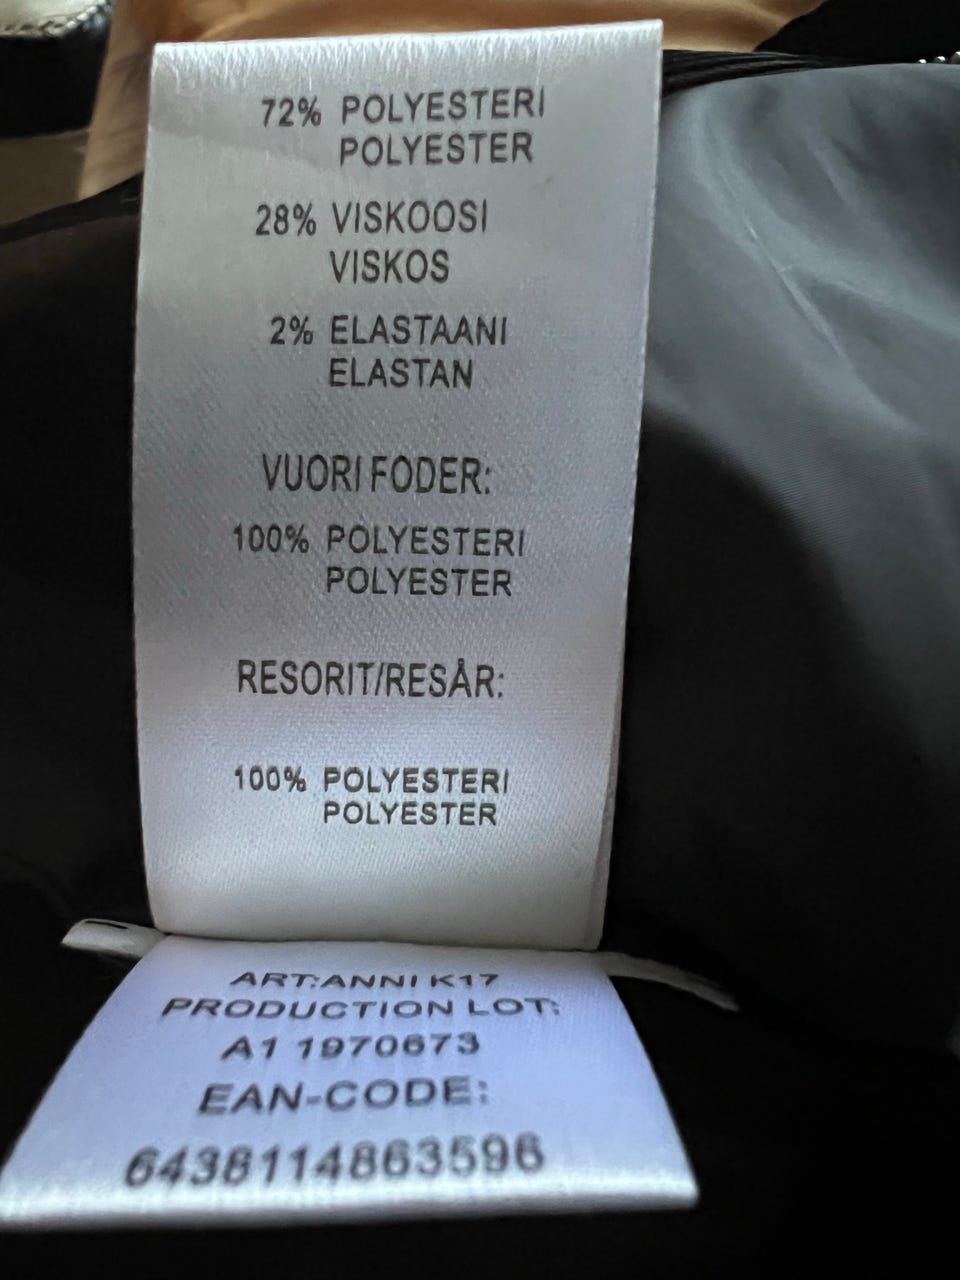 72% POLYESTERI
POLYESTER
28% VISKOOSI
VISKOS
2% ELASTAANI
ELASTAN
VUORI FODER:
100% POLYESTERI
POLYESTER
RESORIT/RESÅR:
100% POLYESTERI
POLYESTER
ART:ANNI K17
PRODUCTION LOT:
A1 1970673
EAN-CODE:
6438114863596